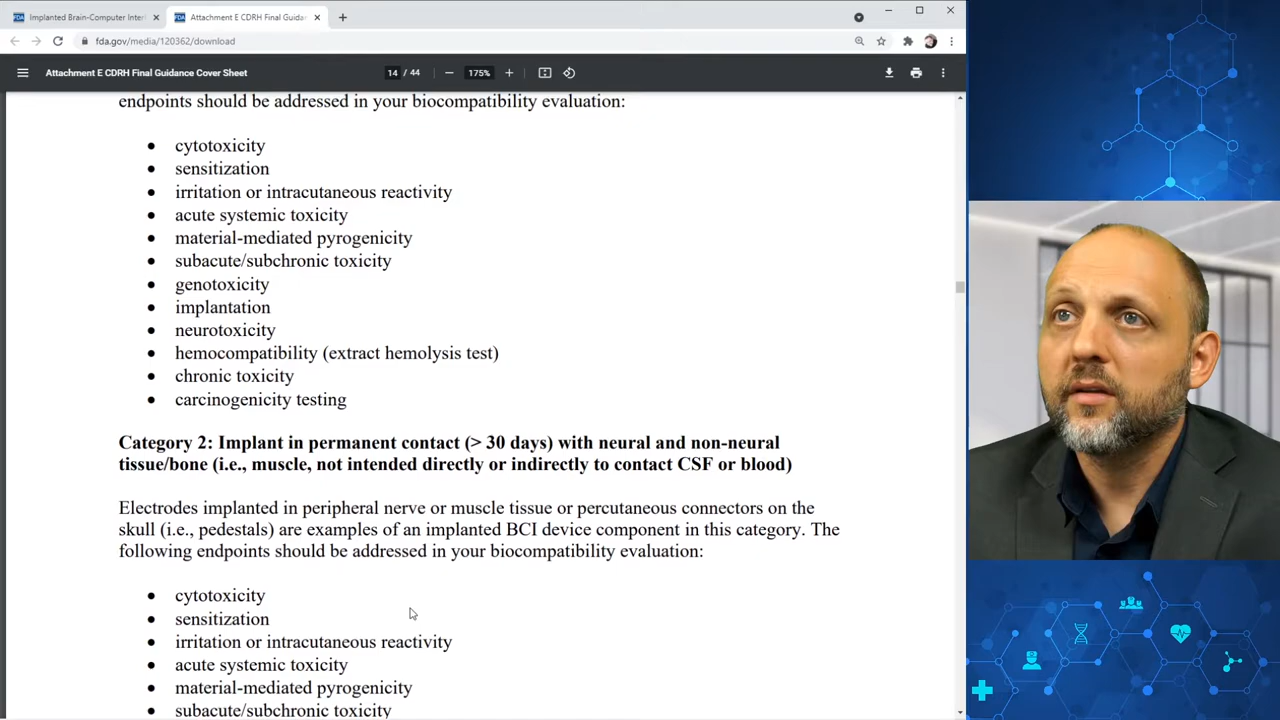 Implanted Brain-Computer Inter
Attachment E CDRH Final Guidan
fda.gov/media/120362/download
Attachment E CDRH Final Guidance Cover Sheet
14 / 44
175%
endpoints should be addressed in your biocompatibility evaluation:
• cytotoxicity
• sensitization
• irritation or intracutaneous reactivity
• acute systemic toxicity
• material-mediated pyrogenicity
• subacute/subchronic toxicity
• genotoxicity
• implantation
• neurotoxicity
• hemocompatibility (extract hemolysis test)
• chronic toxicity
• carcinogenicity testing
Category 2: Implant in permanent contact (> 30 days) with neural and non-neural
tissue/bone (i.e., muscle, not intended directly or indirectly to contact CSF or blood)
Electrodes implanted in peripheral nerve or muscle tissue or percutaneous connectors on the
skull (i.e., pedestals) are examples of an implanted BCI device component in this category. The
following endpoints should be addressed in your biocompatibility evaluation:
• cytotoxicity
• sensitization
• irritation or intracutaneous reactivity
• acute systemic toxicity
• material-mediated pyrogenicity
• subacute/subchronic toxicity